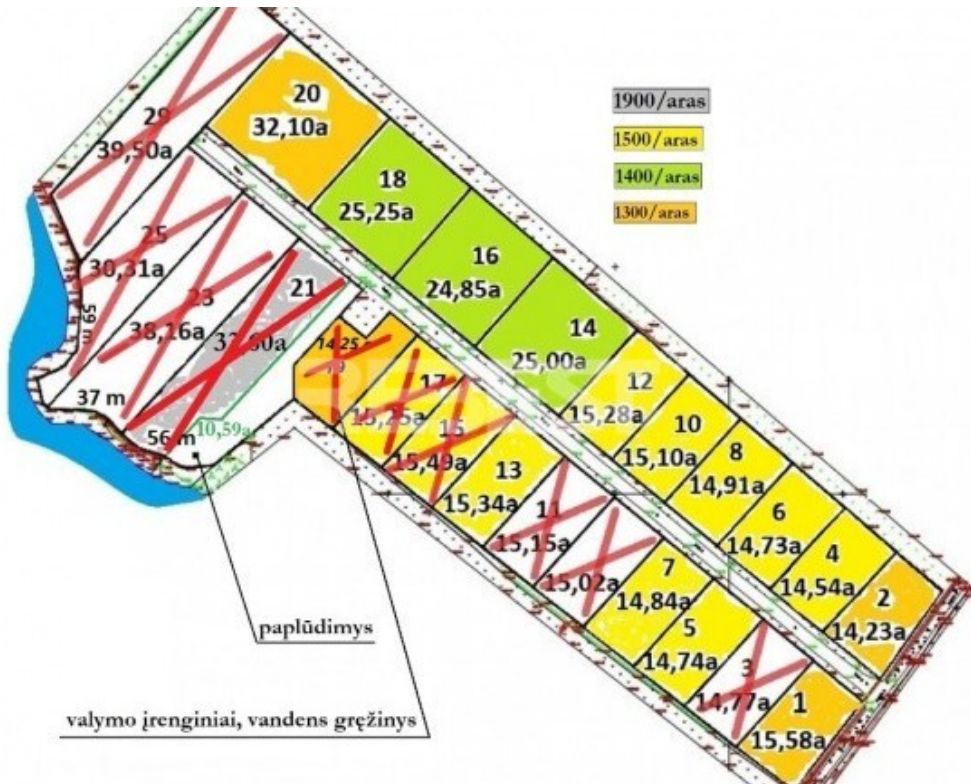 20
32,10a
1900/aras
1500/aras
1400/aras
1300/aras
29
39,50a
18
25,25a
16
24,85a
14
25,00a
25
30,31a
23
38,16a
21
59 m
37 m
56 m
10,59a
14,25
17
15,25a
15
15,49a
13
15,34a
11
15,15a
15,02a
12
15,28a
10
15,10a
8
14,91a
6
14,73a
4
14,54a
2
14,23a
7
14,84a
5
14,74a
3
14,77a
1
15,58a
paplūdimys
valymo įrenginiai, vandens gręžinys